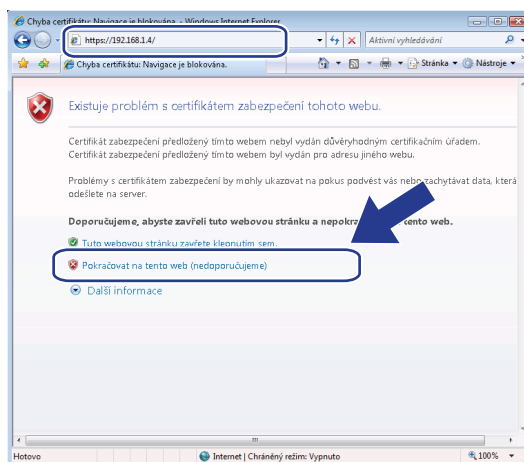 Chyba certifikátu: Navigace je blokována. - Windows Internet Explorer
https://192.168.1.4/
Aktivní vyhledávání
Chyba certifikátu: Navigace je blokována.
Stránka
Nástroje
Existuje problém s certifikátem zabezpečení tohoto webu.
Certifikát zabezpečení předložený tímto webem nebyl vydán důvěryhodným certifikačním úřadem.
Certifikát zabezpečení předložený tímto webem byl vydán pro adresu jiného webu.
Problémy s certifikátem zabezpečení by mohly ukazovat na pokus podvést vás nebo zachytávat data, která
odešlete na server.
Doporučujeme, abyste zavřeli tuto webovou stránku a tento web.
Tuto webovou stránku zavřete klepnutím sem.
Pokračovat na tento web (nedoporučujeme)
Další informace
Hotovo
Internet | Chráněný režim: Vypnuto
100%